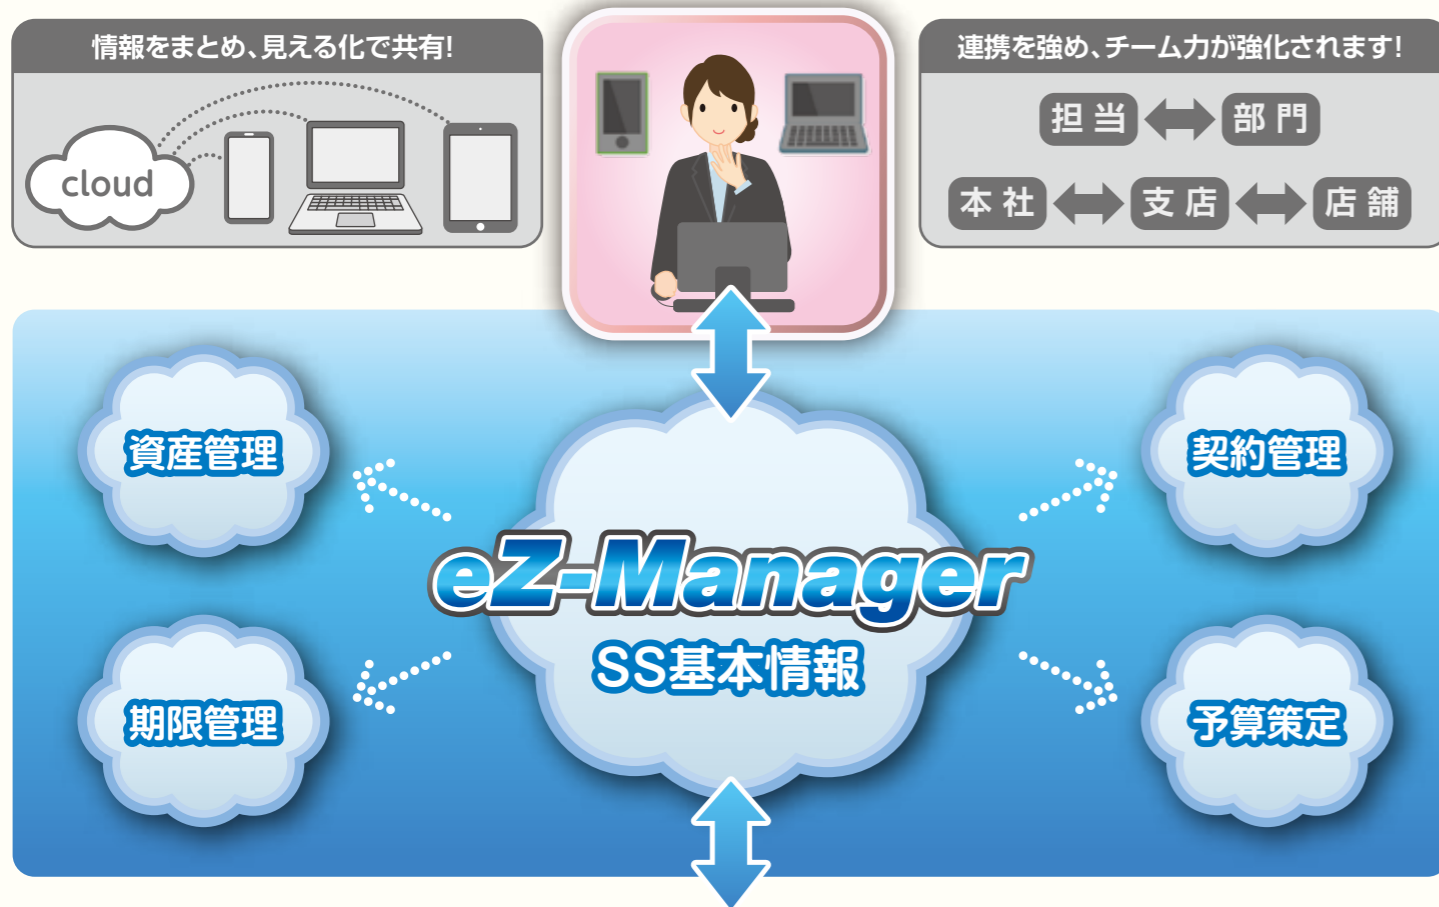 情報をまとめ、見える化で共有!
cloud
連携を強め、チーム力が強化されます!
担当 部門
本社 支店 店舗
資産管理
契約管理
eZ-Manager
SS基本情報
期限管理
予算策定